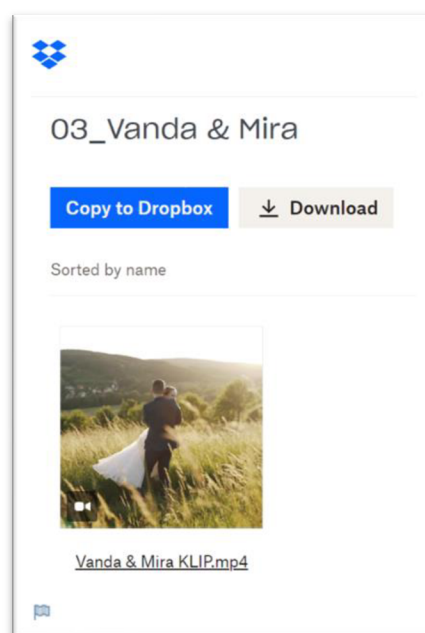 03_Vanda & Mira
Copy to Dropbox
Download
Sorted by name
Vanda & Mira KLIP.mp4